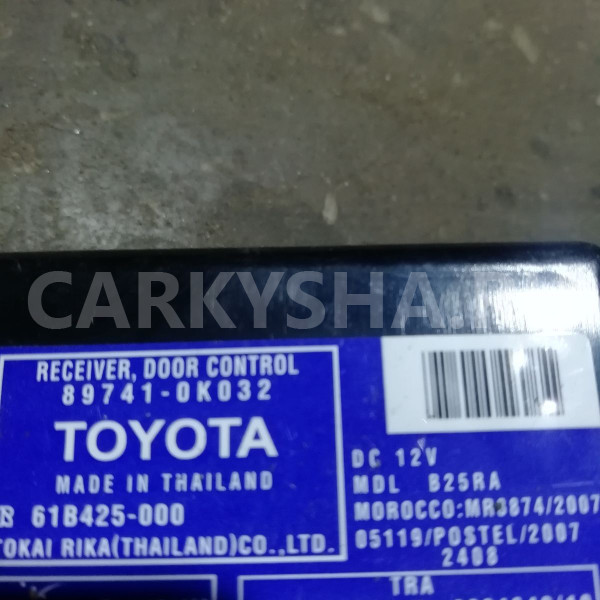 CARKYSHA.
RECEIVER, DOOR CONTROL
89741-0K032
TOYOTA
MADE IN THAILAND
61B425-000
TOKAI RIKA(THAILAND)CO.,LTD.
DC 12V
MDL B25RA
MOROCCO:MR3874/2007
05119/POSTEL/2007
2408
TRA